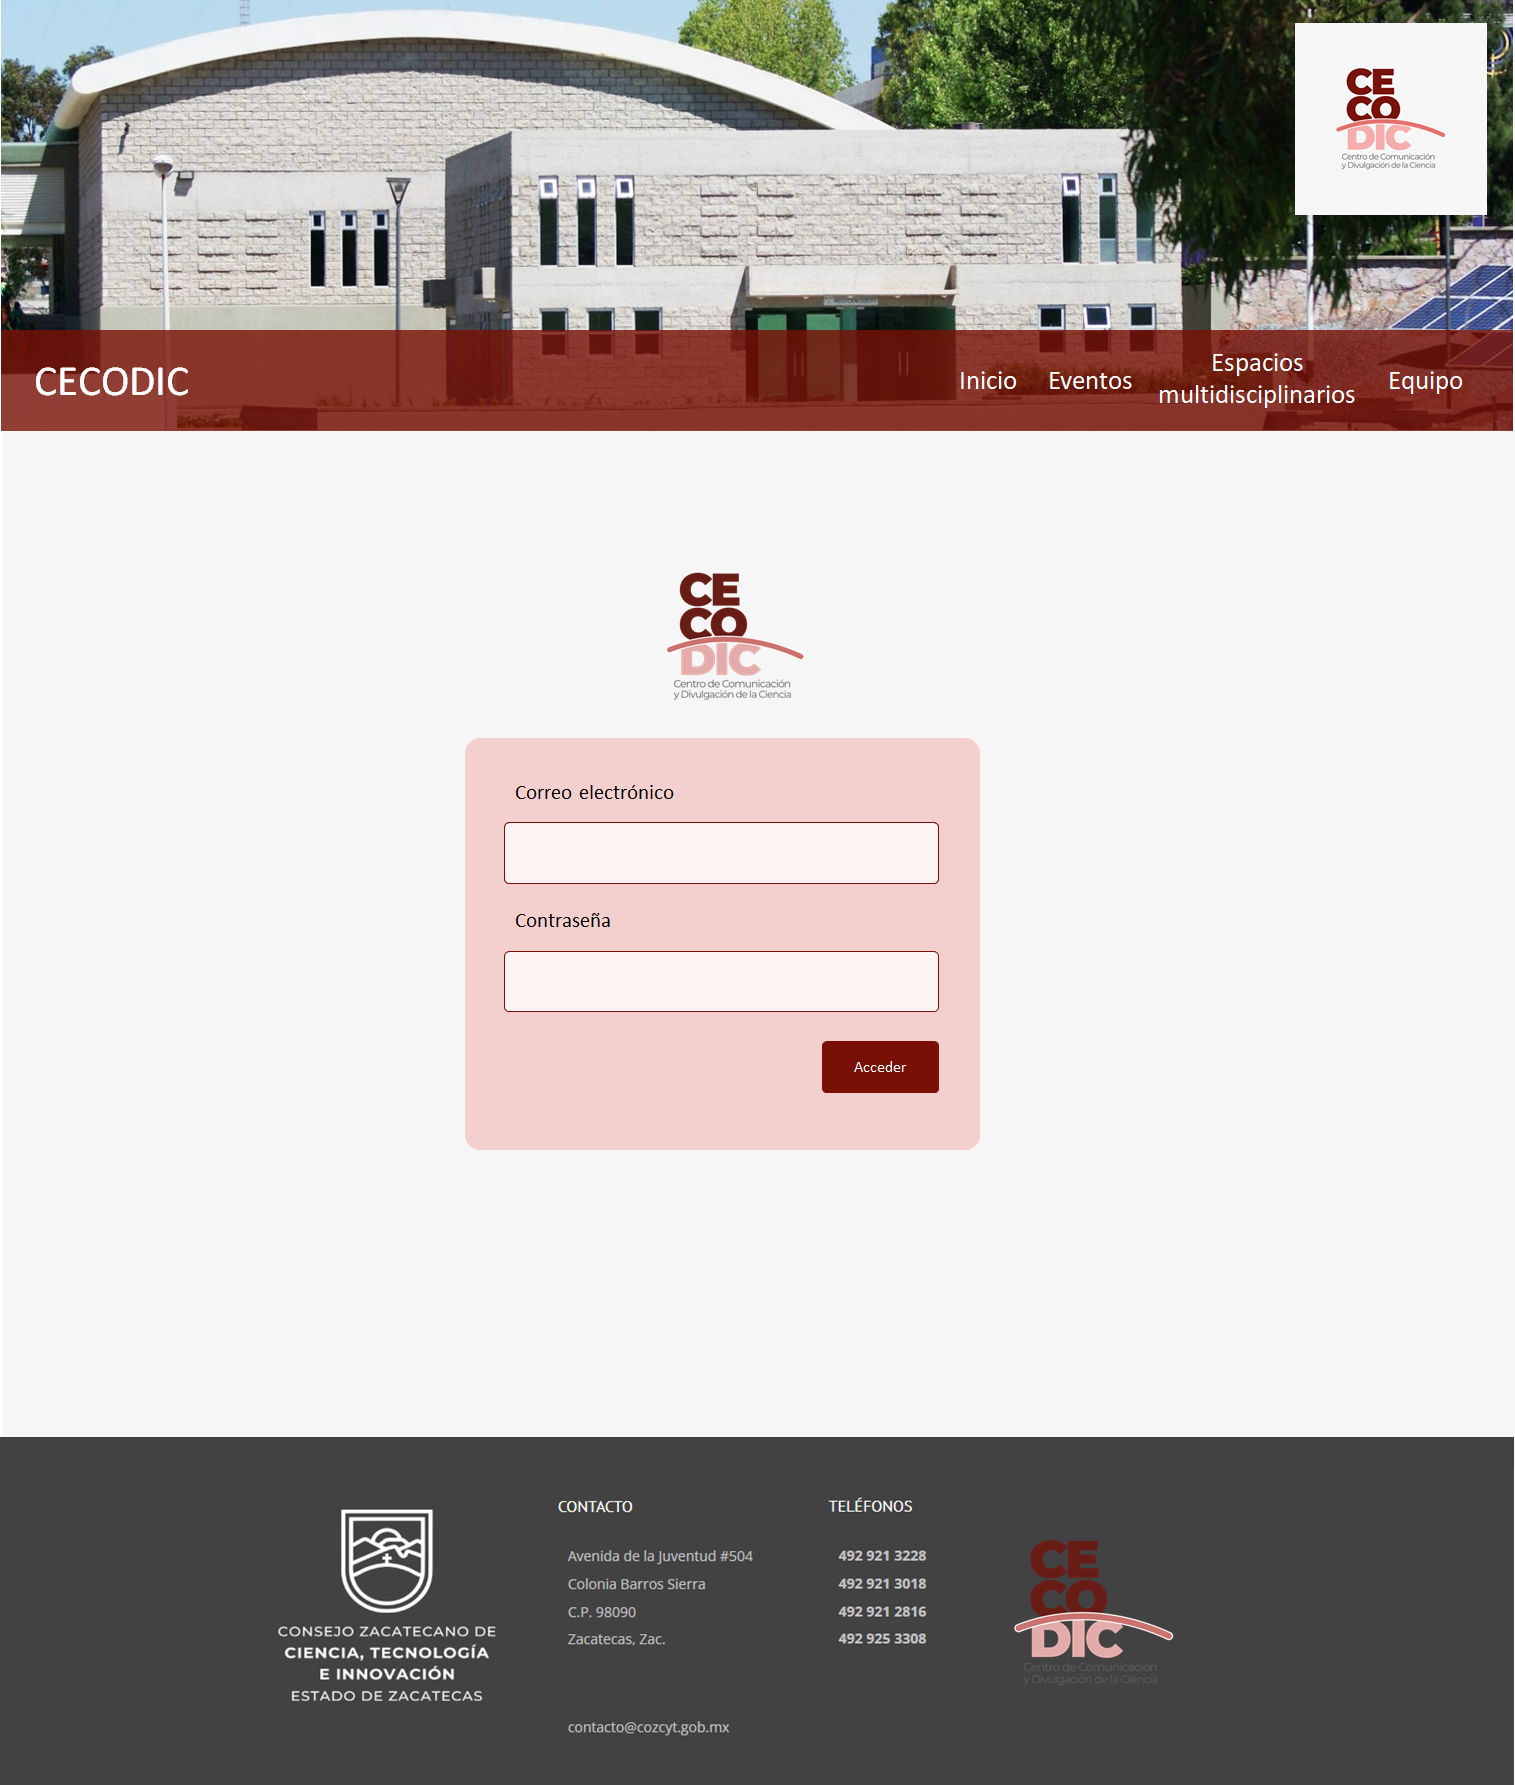 CE
CO
DIC
Centro de Comunicación
y Divulgación de la Ciencia
CECODIC
Inicio
Eventos
Espacios
multidisciplinarios
Equipo
CE
CO
DIC
Centro de Comunicación
y Divulgación de la Ciencia
Correo electrónico
Contraseña
Acceder
CONSEJO ZACATECANO DE
CIENCIA, TECNOLOGÍA
E INNOVACIÓN
ESTADO DE ZACATECAS
CONTACTO
Avenida de la Juventud #504
Colonia Barros Sierra
C.P. 98090
Zacatecas, Zac.
contacto@cozcyt.gob.mx
TELÉFONOS
492 921 3228
492 921 3018
492 921 2816
492 925 3308
CE
CO
DIC
Centro de Comunicación
y Divulgación de la Ciencia